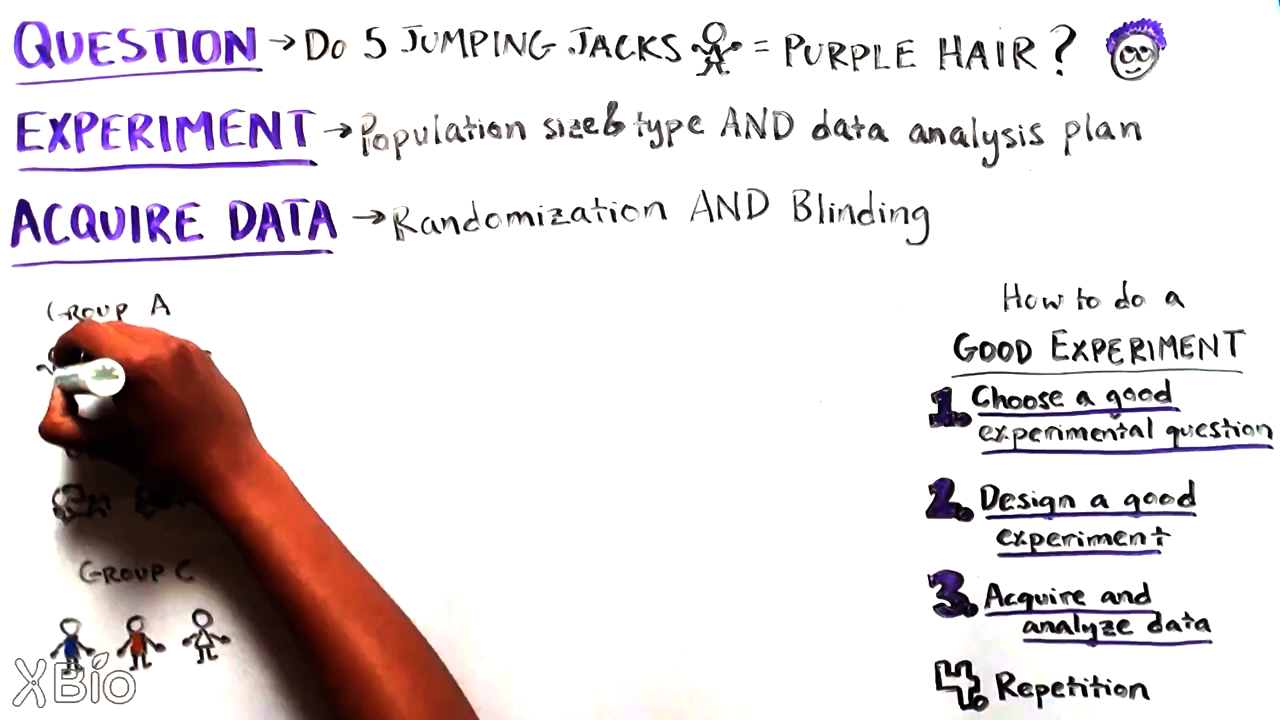 QUESTION → Do 5 JUMPING JACKS = PURPLE HAIR?
EXPERIMENT → Population size & type AND data analysis plan
ACQUIRE DATA → Randomization AND Blinding
GROUP A
GROUP C
XBio
How to do a
GOOD EXPERIMENT
1. Choose a good
experimental question
2. Design a good
experiment
3. Acquire and
analyze data
4. Repetition